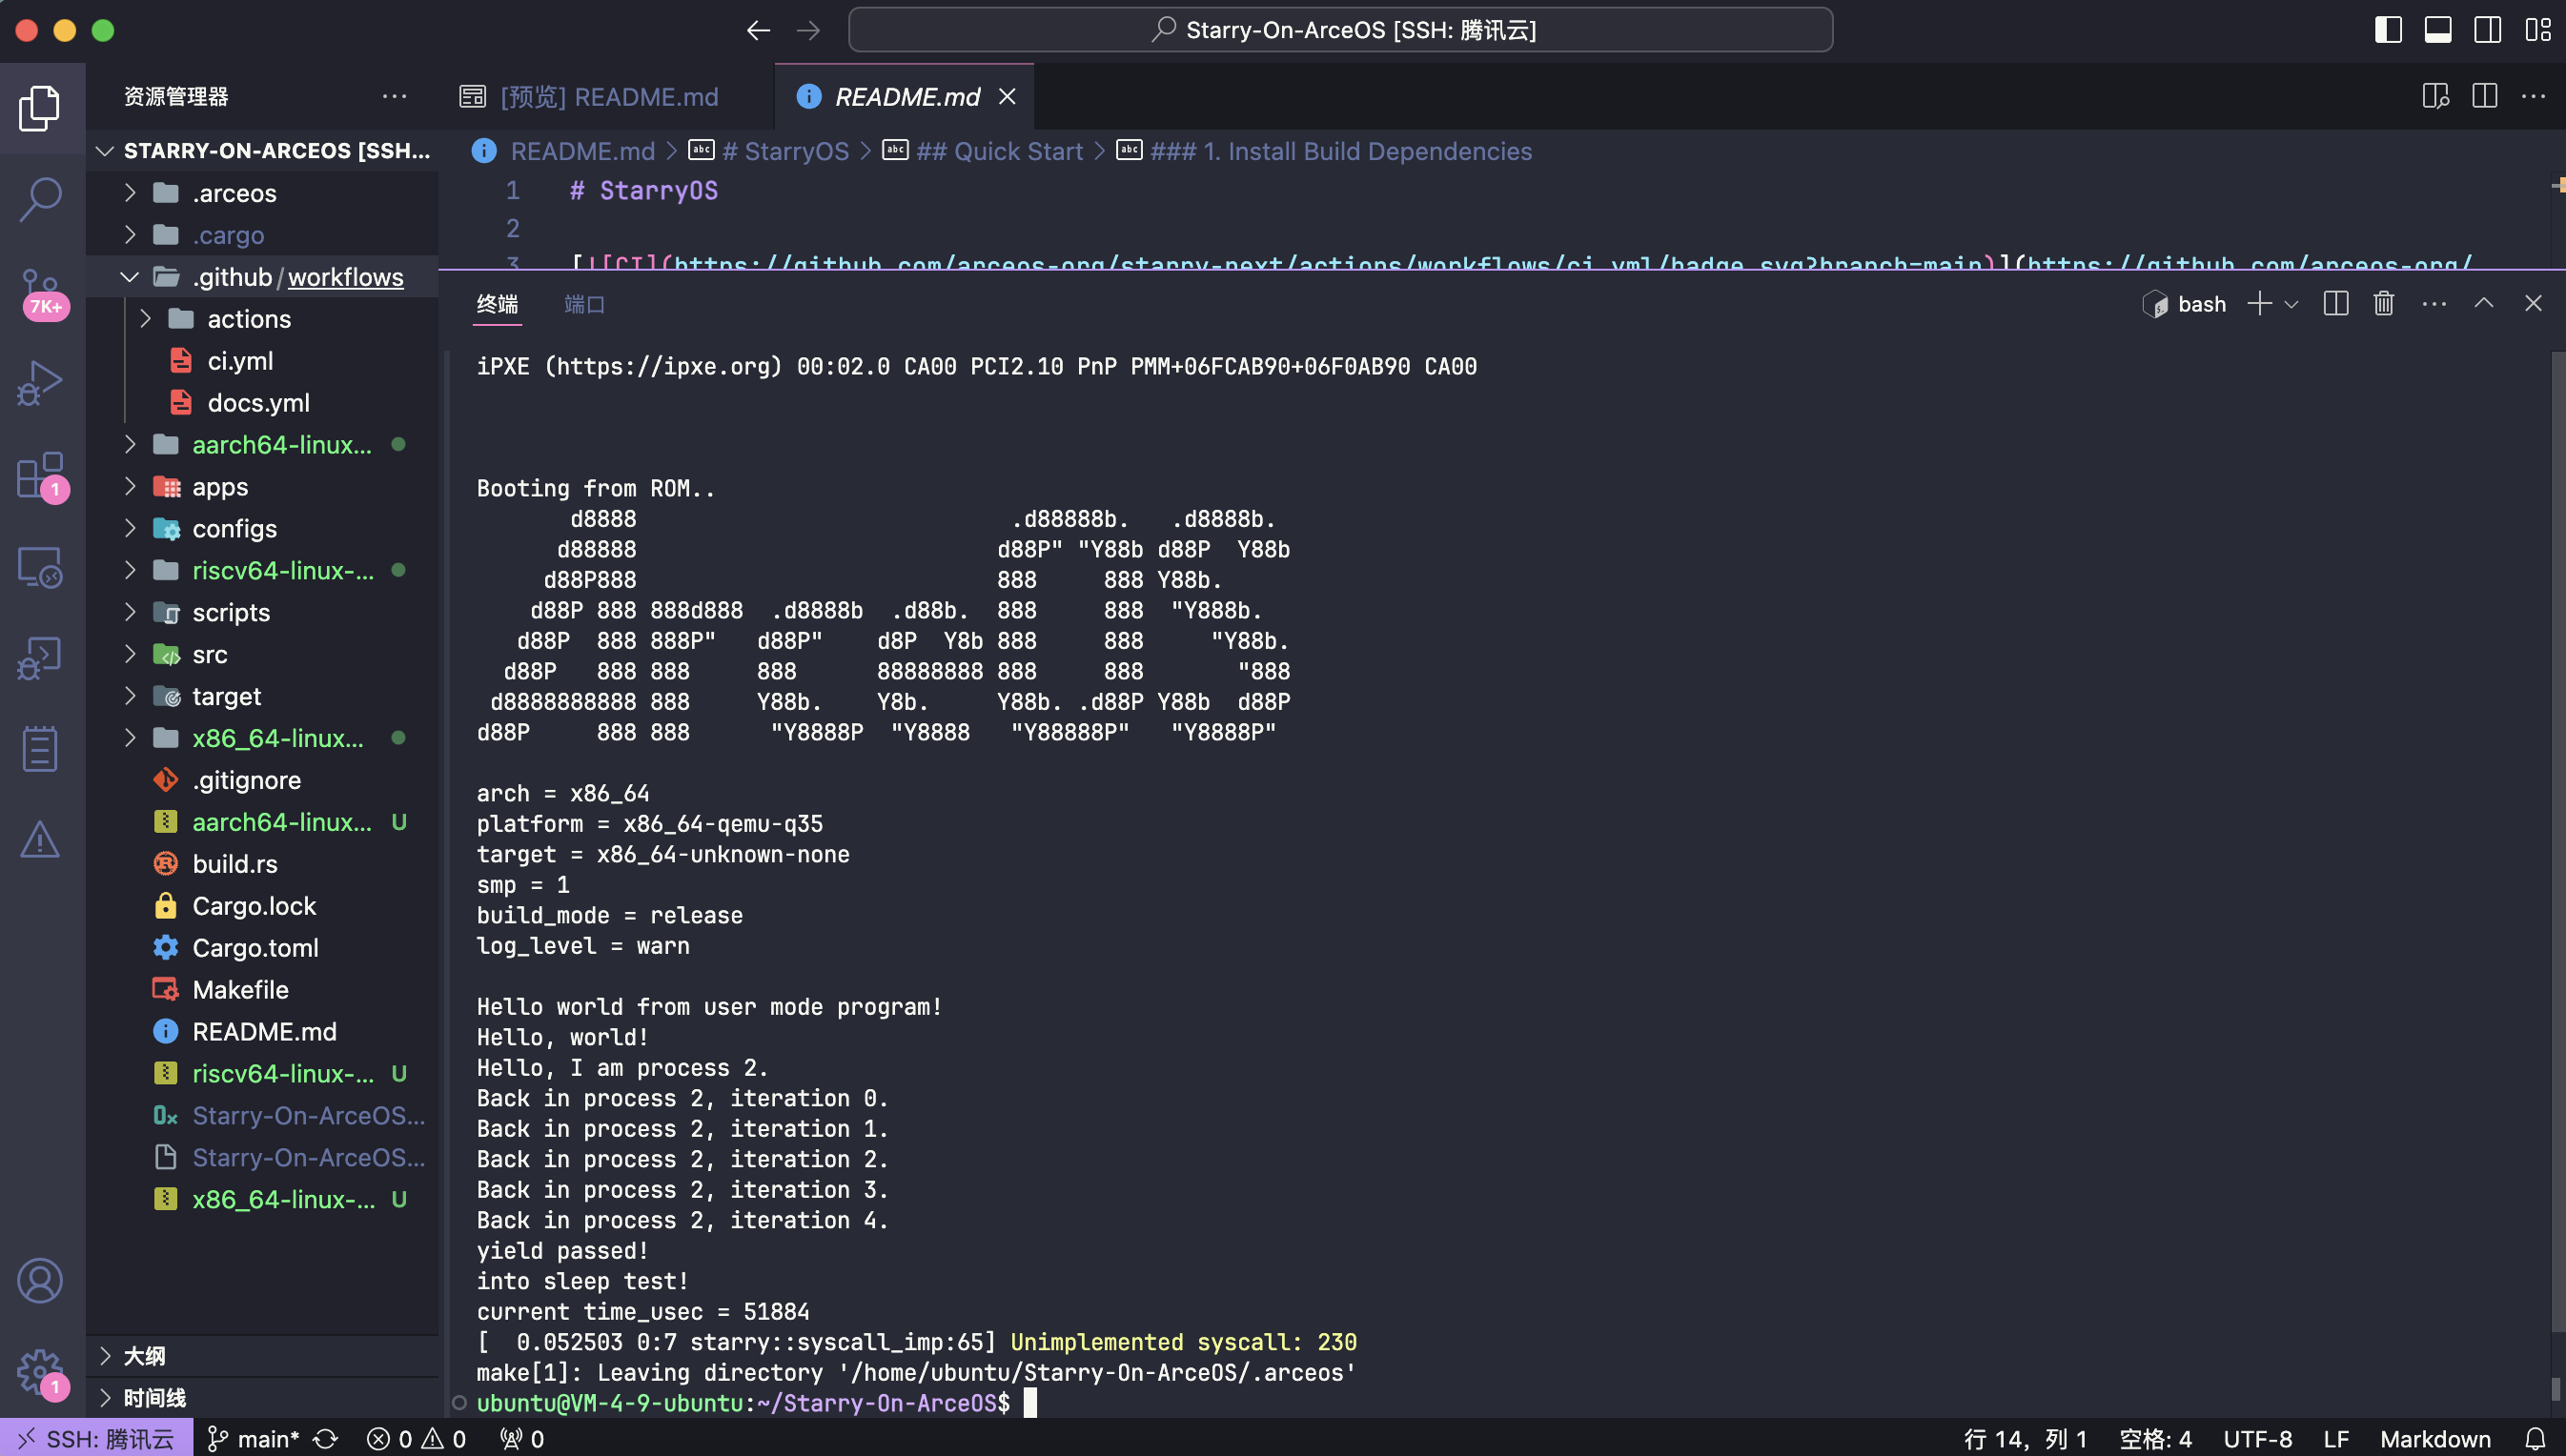 Starry-On-ArceOS [SSH: 腾讯云]
资源管理器
[预览] README.md
README.md
STARRY-ON-ARCEOS [SSH...
.arceos
.cargo
.github/workflows
actions
ci.yml
docs.yml
aarch64-linux...
apps
configs
riscv64-linux-...
scripts
src
target
x86_64-linux...
.gitignore
aarch64-linux... U
build.rs
Cargo.lock
Cargo.toml
Makefile
README.md
riscv64-linux-... U
Starry-On-ArceOS...
Starry-On-ArceOS...
x86_64-linux-... U
大纲
时间线
7K+
1
1
README.md > # StarryOS > ## Quick Start > ### 1. Install Build Dependencies
1 # StarryOS
2
3 [![CI](https://github.com/arceos-org/starry-next/actions/workflows/ci.yml/badge.svg?branch=main)](https://github.com/arceos-org/
终端 端口
bash
iPXE (https://ipxe.org) 00:02.0 CA00 PCI2.10 PnP PMM+06FCAB90+06F0AB90 CA00
Booting from ROM..
       d8888                            .d88888b.   .d8888b.
      d88888                           d88P" "Y88b d88P  Y88b
     d88P888                           888     888 Y88b.
    d88P 888 888d888  .d8888b  .d88b.  888     888  "Y888b.
   d88P  888 888P"   d88P"    d8P  Y8b 888     888     "Y88b.
  d88P   888 888     888      88888888 888     888       "888
 d8888888888 888     Y88b.    Y8b.     Y88b. .d88P Y88b  d88P
d88P     888 888      "Y8888P  "Y8888   "Y88888P"   "Y8888P"
arch = x86_64
platform = x86_64-qemu-q35
target = x86_64-unknown-none
smp = 1
build_mode = release
log_level = warn
Hello world from user mode program!
Hello, world!
Hello, I am process 2.
Back in process 2, iteration 0.
Back in process 2, iteration 1.
Back in process 2, iteration 2.
Back in process 2, iteration 3.
Back in process 2, iteration 4.
yield passed!
into sleep test!
current time_usec = 51884
[  0.052503 0:7 starry::syscall_imp:65] Unimplemented syscall: 230
make[1]: Leaving directory '/home/ubuntu/Starry-On-ArceOS/.arceos'
ubuntu@VM-4-9-ubuntu:~/Starry-On-ArceOS$
SSH: 腾讯云 main* 0 0 0 行 14，列 1 空格: 4 UTF-8 LF Markdown